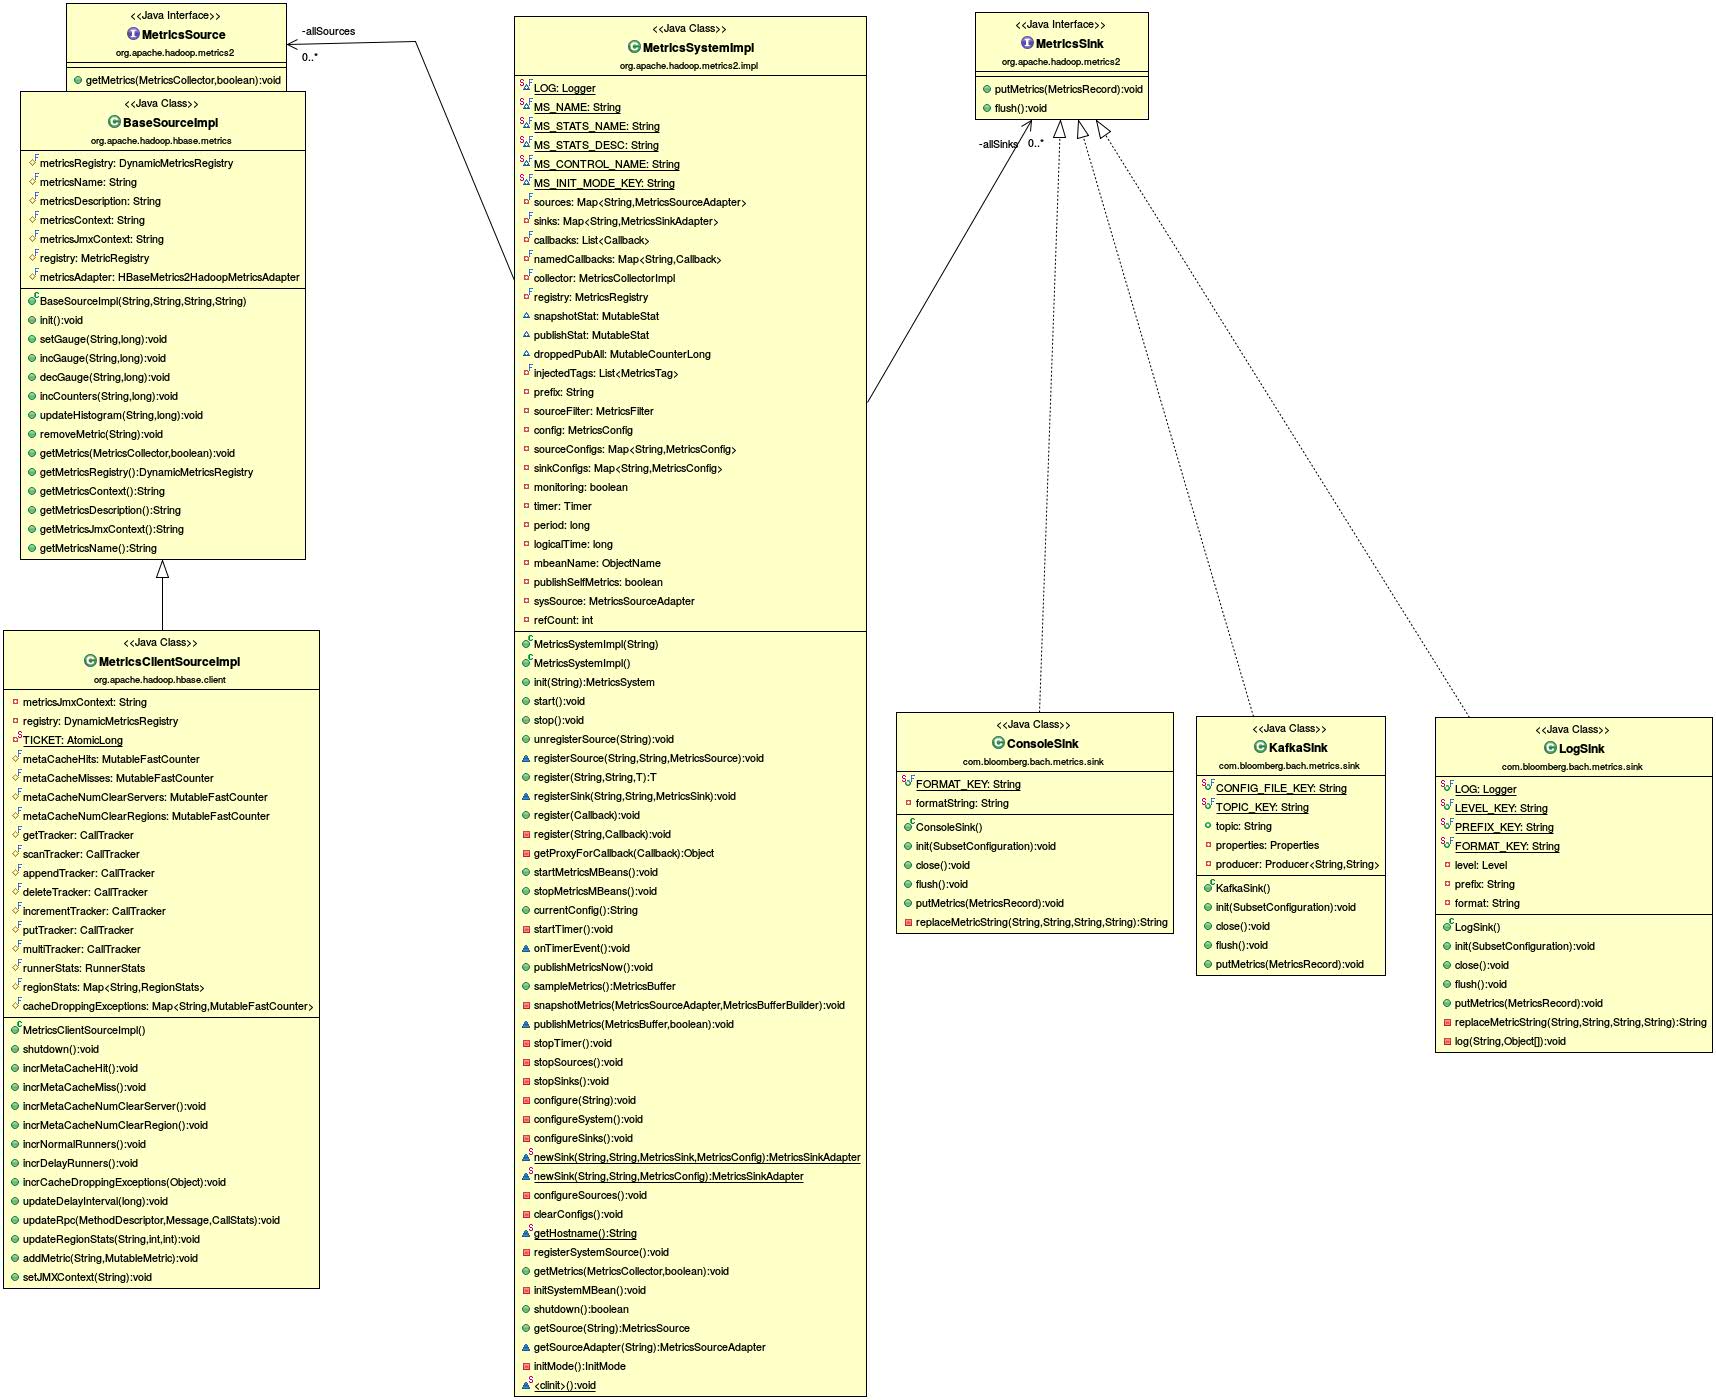 <<Java Interface>>
MetricsSource
org.apache.hadoop.metrics2
getMetrics(MetricsCollector,boolean):void
<<Java Class>>
BaseSourceImpl
org.apache.hadoop.hbase.metrics
metricsRegistry: DynamicMetricsRegistry
metricsName: String
metricsDescription: String
metricsContext: String
metricsJmxContext: String
registry: MetricRegistry
metricsAdapter: HBaseMetrics2HadoopMetricsAdapter
BaseSourceImpl(String,String,String,String)
init():void
setGauge(String,long):void
incGauge(String,long):void
decGauge(String,long):void
incCounters(String,long):void
updateHistogram(String,long):void
removeMetric(String):void
getMetrics(MetricsCollector,boolean):void
getMetricsRegistry():DynamicMetricsRegistry
getMetricsContext():String
getMetricsDescription():String
getMetricsJmxContext():String
getMetricsName():String
<<Java Class>>
MetricsClientSourceImpl
org.apache.hadoop.hbase.client
metricsJmxContext: String
registry: DynamicMetricsRegistry
TICKET: AtomicLong
metaCacheHits: MutableFastCounter
metaCacheMisses: MutableFastCounter
metaCacheNumClearServers: MutableFastCounter
metaCacheNumClearRegions: MutableFastCounter
getTracker: CallTracker
scanTracker: CallTracker
appendTracker: CallTracker
deleteTracker: CallTracker
incrementTracker: CallTracker
putTracker: CallTracker
multiTracker: CallTracker
runnerStats: RunnerStats
regionStats: Map<String,RegionStats>
cacheDroppingExceptions: Map<String,MutableFastCounter>
MetricsClientSourceImpl()
shutdown():void
incrMetaCacheHit():void
incrMetaCacheMiss():void
incrMetaCacheNumClearServer():void
incrMetaCacheNumClearRegion():void
incrNormalRunners():void
incrDelayRunners():void
incrCacheDroppingExceptions(Object):void
updateDelayInterval(long):void
updateRpc(MethodDescriptor,Message,CallStats):void
updateRegionStats(String,int,int):void
addMetric(String,MutableMetric):void
setJMXContext(String):void
-allSources
0..*
<<Java Class>>
MetricsSystemImpl
org.apache.hadoop.metrics2.impl
LOG: Logger
MS_NAME: String
MS_STATS_NAME: String
MS_STATS_DESC: String
MS_CONTROL_NAME: String
MS_INIT_MODE_KEY: String
sources: Map<String,MetricsSourceAdapter>
sinks: Map<String,MetricsSinkAdapter>
callbacks: List<Callback>
namedCallbacks: Map<String,Callback>
collector: MetricsCollectorImpl
registry: MetricsRegistry
snapshotStat: MutableStat
publishStat: MutableStat
droppedPubAll: MutableCounterLong
injectedTags: List<MetricsTag>
prefix: String
sourceFilter: MetricsFilter
config: MetricsConfig
sourceConfigs: Map<String,MetricsConfig>
sinkConfigs: Map<String,MetricsConfig>
monitoring: boolean
timer: Timer
period: long
logicalTime: long
mbeanName: ObjectName
publishSelfMetrics: boolean
sysSource: MetricsSourceAdapter
refCount: int
MetricsSystemImpl(String)
MetricsSystemImpl()
init(String):MetricsSystem
start():void
stop():void
unregisterSource(String):void
registerSource(String,String,MetricsSource):void
register(String,String,T):T
registerSink(String,String,MetricsSink):void
register(Callback):void
register(String,Callback):void
getProxyForCallback(Callback):Object
startMetricsMBeans():void
stopMetricsMBeans():void
currentConfig():String
startTimer():void
onTimerEvent():void
publishMetricsNow():void
sampleMetrics():MetricsBuffer
snapshotMetrics(MetricsSourceAdapter,MetricsBufferBuilder):void
publishMetrics(MetricsBuffer,boolean):void
stopTimer():void
stopSources():void
stopSinks():void
configure(String):void
configureSystem():void
configureSinks():void
newSink(String,String,MetricsSink,MetricsConfig):MetricsSinkAdapter
newSink(String,String,MetricsConfig):MetricsSinkAdapter
configureSources():void
clearConfigs():void
getHostname():String
registerSystemSource():void
getMetrics(MetricsCollector,boolean):void
initSystemMBean():void
shutdown():boolean
getSource(String):MetricsSource
getSourceAdapter(String):MetricsSourceAdapter
initMode():InitMode
<clinit>():void
<<Java Interface>>
MetricsSink
org.apache.hadoop.metrics2
putMetrics(MetricsRecord):void
flush():void
-allSinks
0..*
<<Java Class>>
ConsoleSink
com.bloomberg.bach.metrics.sink
FORMAT_KEY: String
formatString: String
ConsoleSink()
init(SubsetConfiguration):void
close():void
flush():void
putMetrics(MetricsRecord):void
replaceMetricString(String,String,String,String):String
<<Java Class>>
KafkaSink
com.bloomberg.bach.metrics.sink
CONFIG_FILE_KEY: String
TOPIC_KEY: String
topic: String
properties: Properties
producer: Producer<String,String>
KafkaSink()
init(SubsetConfiguration):void
close():void
flush():void
putMetrics(MetricsRecord):void
<<Java Class>>
LogSink
com.bloomberg.bach.metrics.sink
LOG: Logger
LEVEL_KEY: String
PREFIX_KEY: String
FORMAT_KEY: String
level: Level
prefix: String
format: String
LogSink()
init(SubsetConfiguration):void
close():void
flush():void
putMetrics(MetricsRecord):void
replaceMetricString(String,String,String,String):String
log(String,Object[]):void